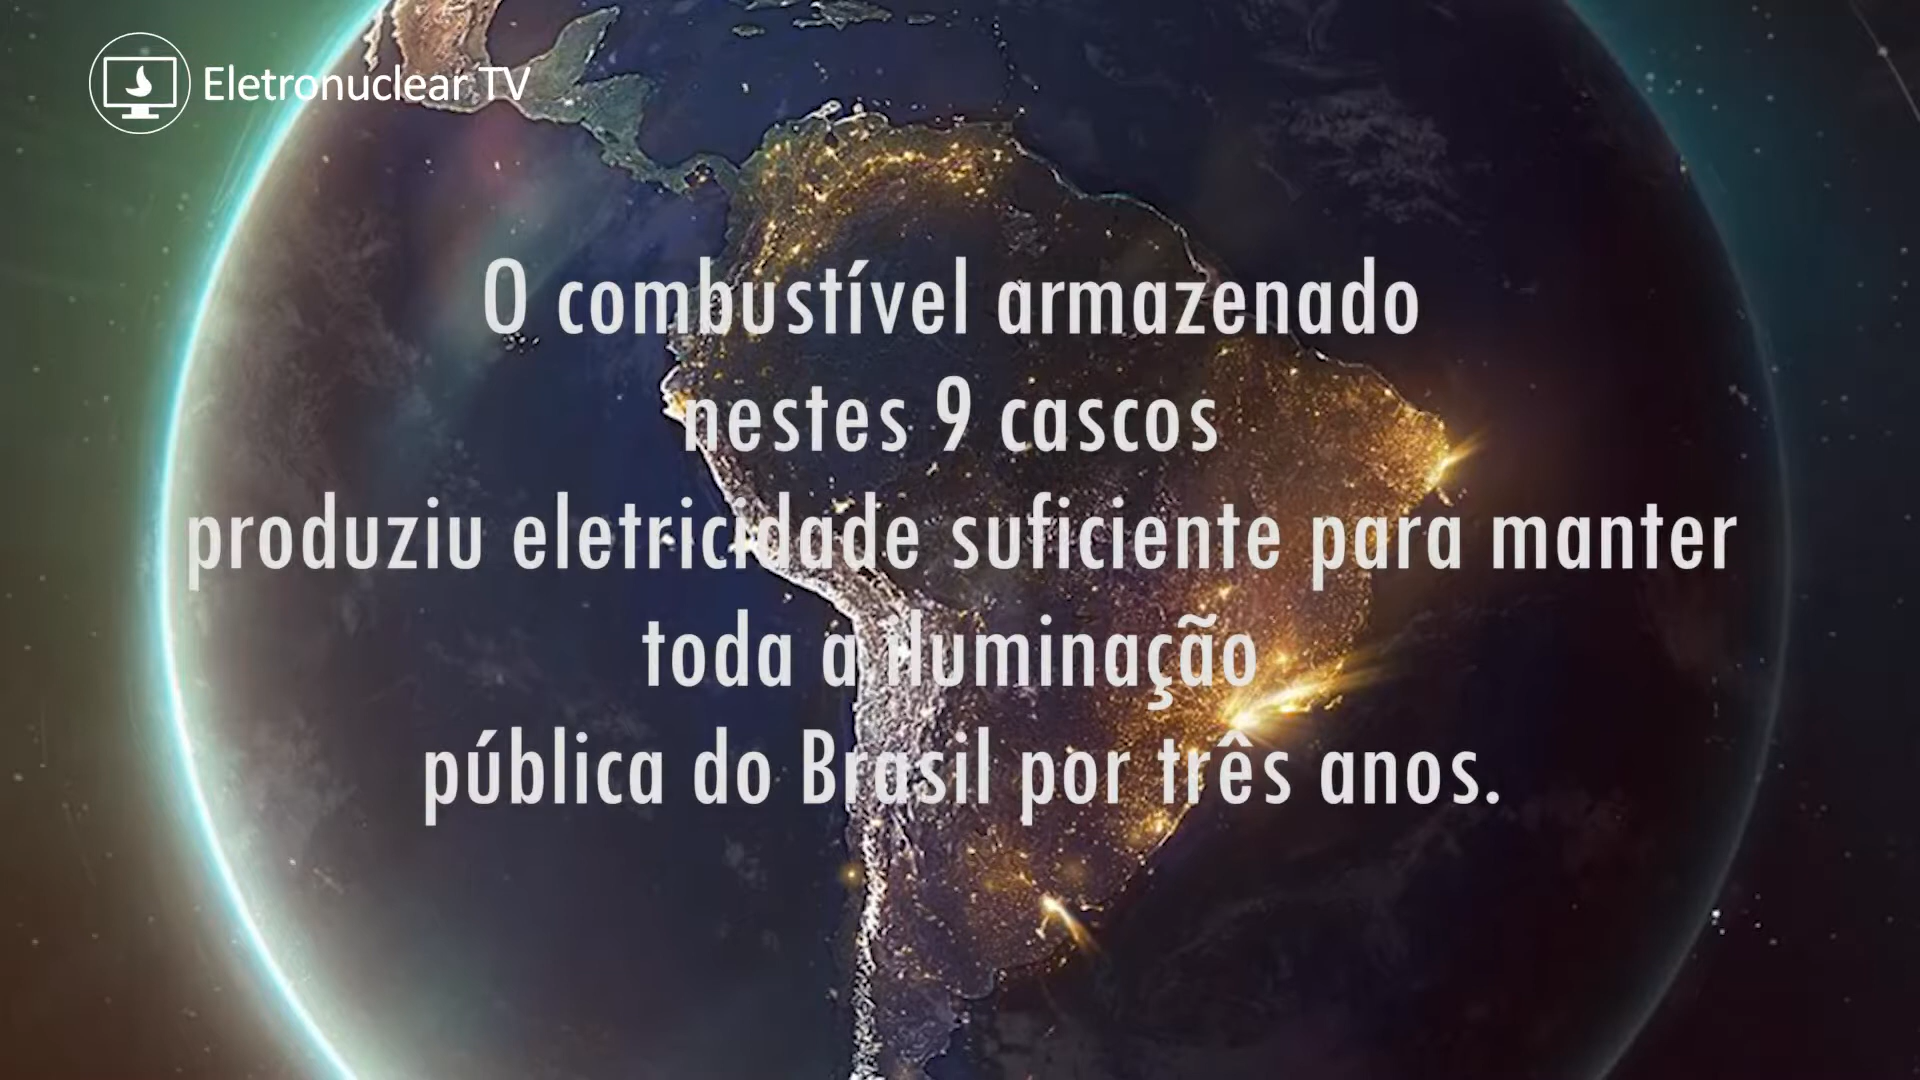 Eletronuclear TV
O combustível armazenado
nestes 9 cascos
produziu eletricidade suficiente para manter
toda a iluminação
pública do Brasil por três anos.